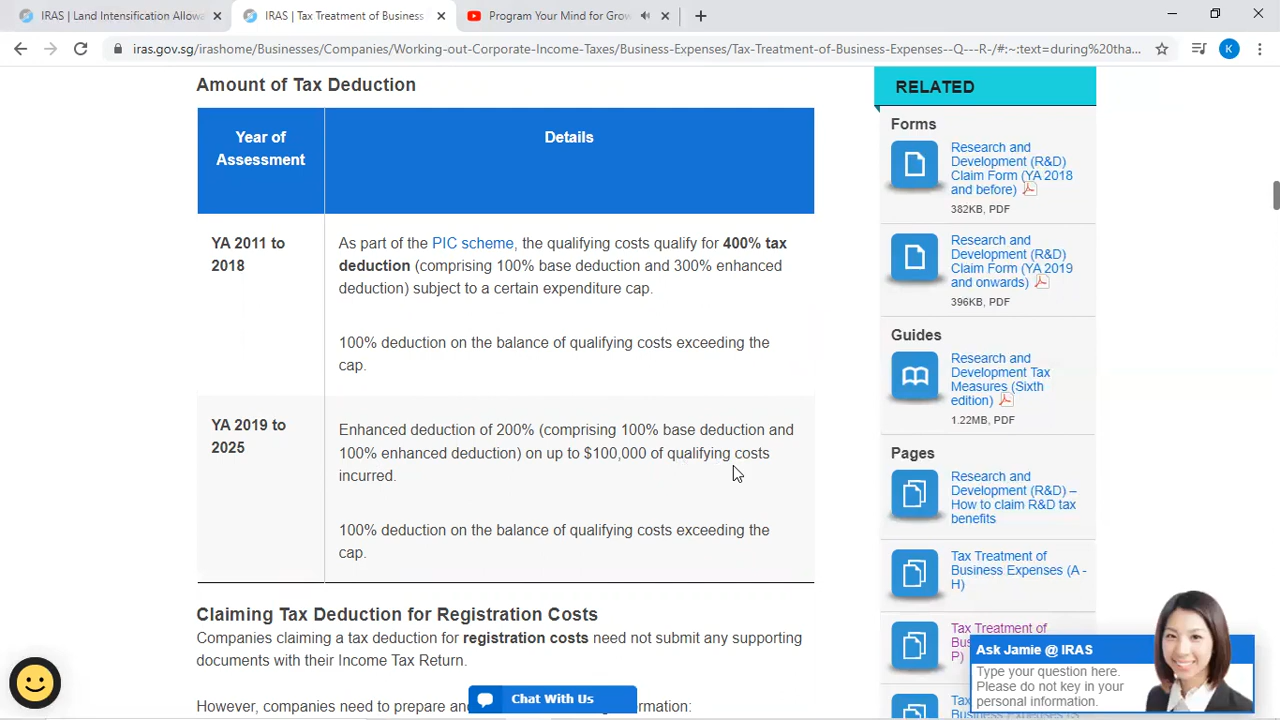 IRAS | Land Intensification Allowa
IRAS | Tax Treatment of Business
Program Your Mind for Grow
iras.gov.sg/irashome/Businesses/Companies/Working-out-Corporate-Income-Taxes/Business-Expenses/Tax-Treatment-of-Business-Expenses--Q---R-/#:~:text=during%20tha...
K
Amount of Tax Deduction
Year of
Assessment
Details
YA 2011 to
2018
As part of the PIC scheme, the qualifying costs qualify for 400% tax
deduction (comprising 100% base deduction and 300% enhanced
deduction) subject to a certain expenditure cap.
100% deduction on the balance of qualifying costs exceeding the
cap.
YA 2019 to
2025
Enhanced deduction of 200% (comprising 100% base deduction and
100% enhanced deduction) on up to $100,000 of qualifying costs
incurred.
100% deduction on the balance of qualifying costs exceeding the
cap.
Claiming Tax Deduction for Registration Costs
Companies claiming a tax deduction for registration costs need not submit any supporting
documents with their Income Tax Return.
However, companies need to prepare an
information:
Chat With Us
RELATED
Forms
Research and
Development (R&D)
Claim Form (YA 2018
and before)
382KB, PDF
Research and
Development (R&D)
Claim Form (YA 2019
and onwards)
396KB, PDF
Guides
Research and
Development Tax
Measures (Sixth
edition)
1.22MB, PDF
Pages
Research and
Development (R&D) –
How to claim R&D tax
benefits
Tax Treatment of
Business Expenses (A -
H)
Tax Treatment of
Bus
P)
Tax Treatment of
Ask Jamie @ IRAS
Type your question here.
Please do not key in your
personal information.